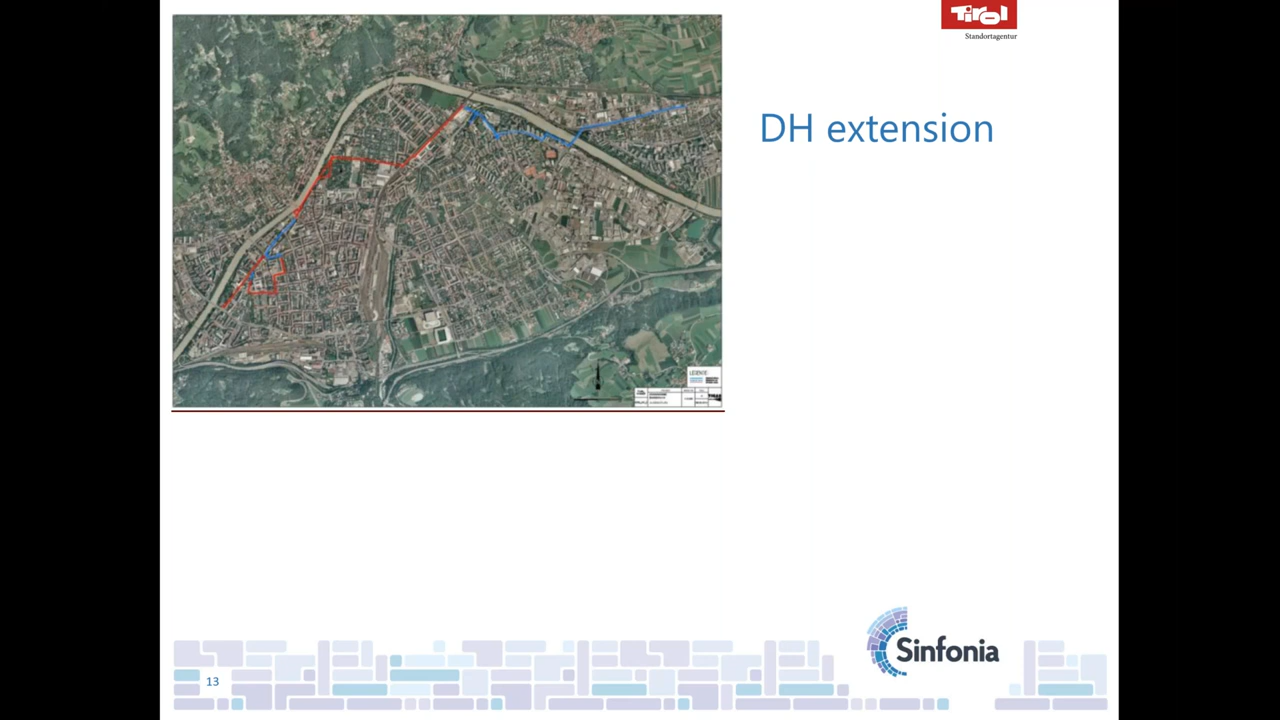 Tirol
Standortagentur
DH extension
Sinfonia
13